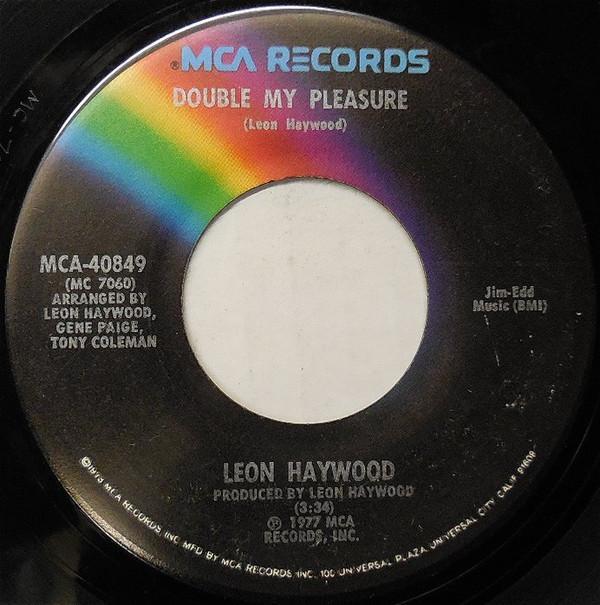 ®MCA RECORDS
DOUBLE MY PLEASURE
(Leon Haywood)
MCA-40849
(MC 7060)
ARRANGED BY
LEON HAYWOOD,
GENE PAIGE,
TONY COLEMAN
Jim-Edd
Music (BMI)
LEON HAYWOOD
PRODUCED BY LEON HAYWOOD
(3:34)
℗ 1977 MCA
RECORDS, INC.
©1973 MCA RECORDS INC. MFD BY MCA RECORDS INC. 100 UNIVERSAL PLAZA, UNIVERSAL CITY, CALIF. 91608